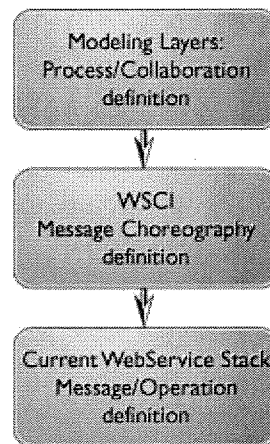 Modeling Layers:
Process/Collaboration
definition
WSCI
Message Choreography
definition
Current WebService Stack
Message/Operation
definition